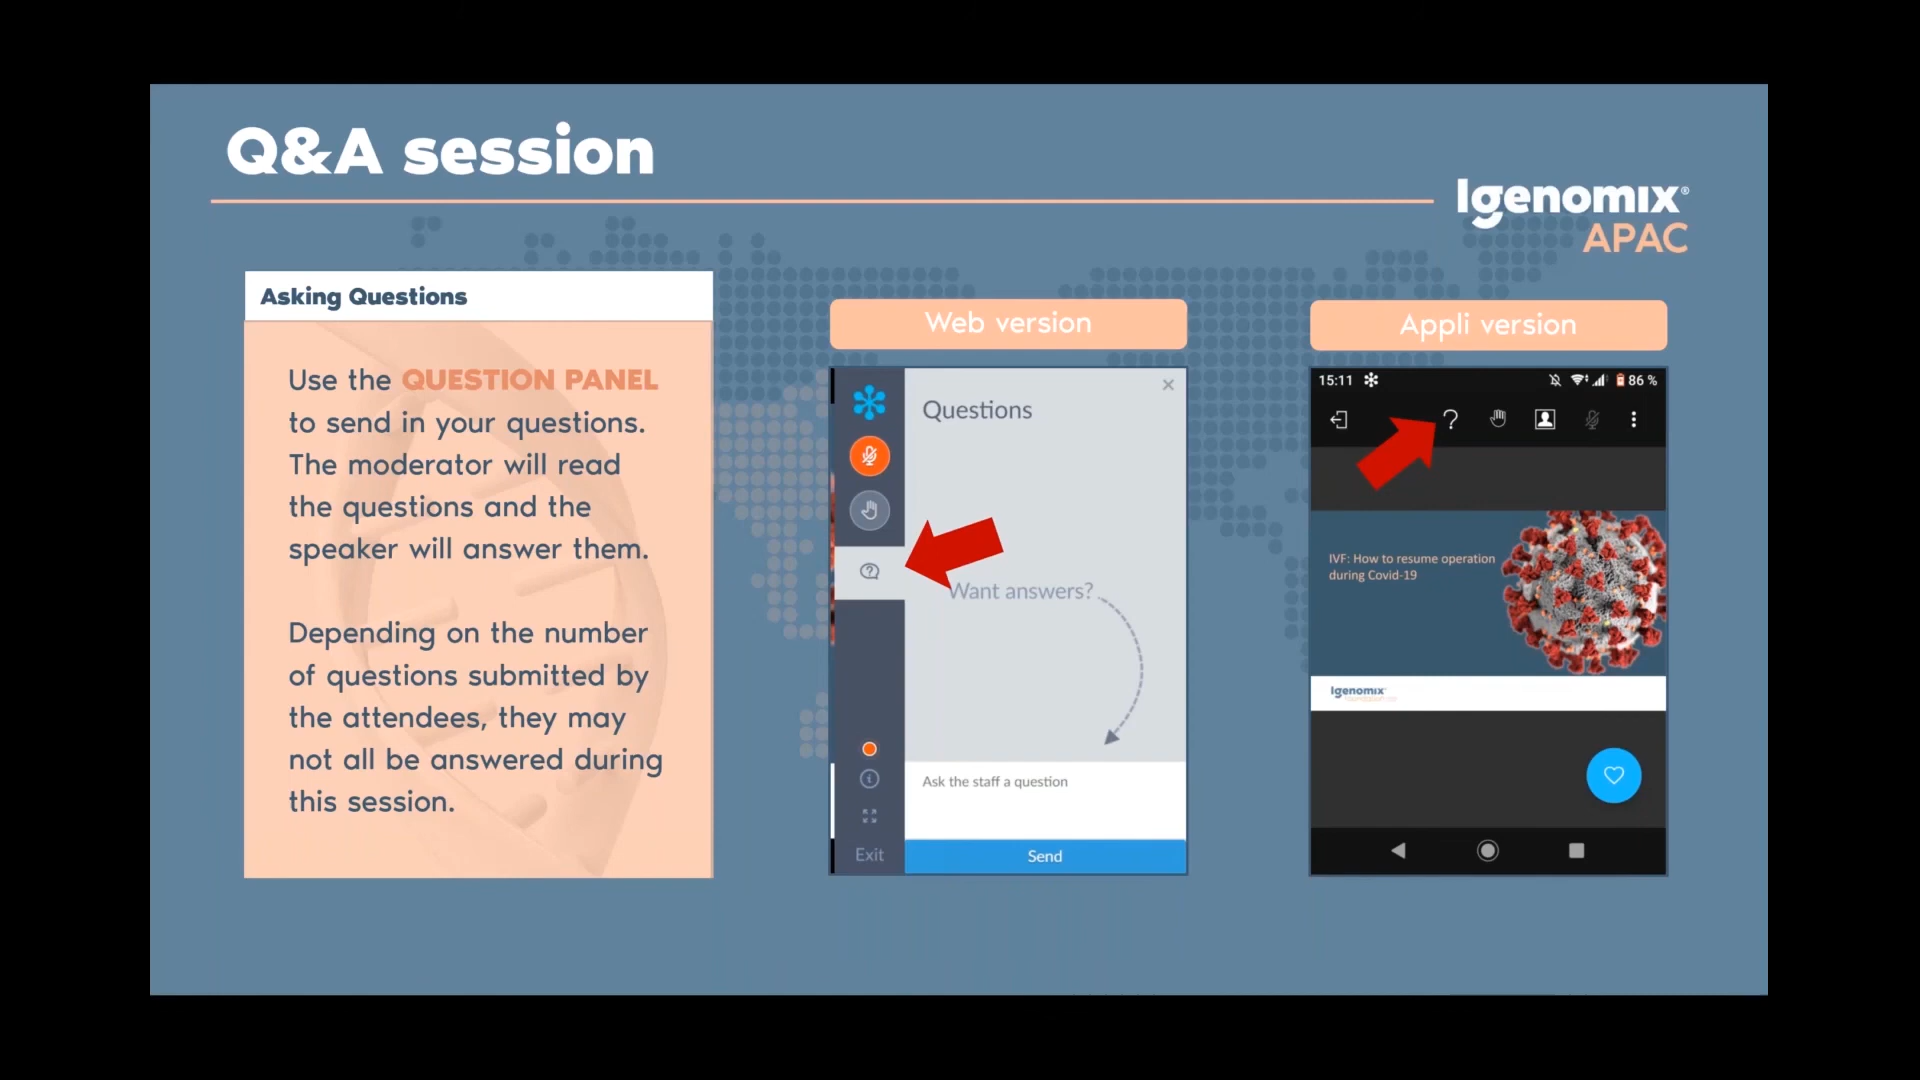 Q&A session
Igenomix®
APAC
Asking Questions
Use the QUESTION PANEL
to send in your questions.
The moderator will read
the questions and the
speaker will answer them.
Depending on the number
of questions submitted by
the attendees, they may
not all be answered during
this session.
Web version
Questions
Want answers?
Ask the staff a question
Exit
Send
Appli version
15:11
86 %
IVF: How to resume operation
during Covid-19
Igenomix